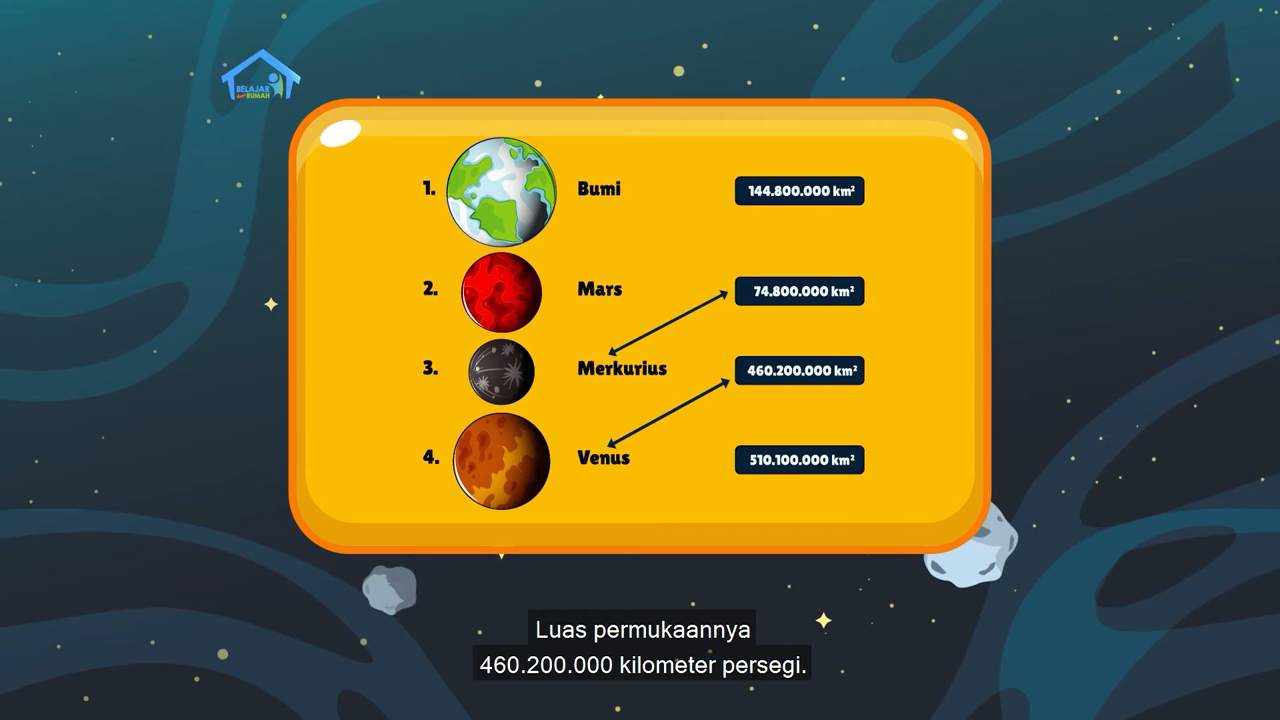 BELAJAR
dari RUMAH
1. Bumi 144.800.000 km²
2. Mars 74.800.000 km²
3. Merkurius 460.200.000 km²
4. Venus 510.100.000 km²
Luas permukaannya
460.200.000 kilometer persegi.